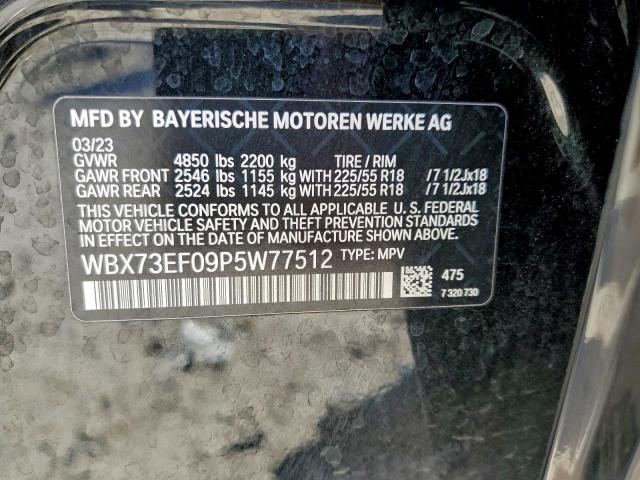 MFD BY BAYERISCHE MOTOREN WERKE AG
03/23
GVWR 4850 lbs 2200 kg TIRE / RIM
GAWR FRONT 2546 lbs 1155 kg WITH 225/55 R18 / 7 1/2Jx18
GAWR REAR 2524 lbs 1145 kg WITH 225/55 R18 / 7 1/2Jx18
THIS VEHICLE CONFORMS TO ALL APPLICABLE U. S. FEDERAL
MOTOR VEHICLE SAFETY AND THEFT PREVENTION STANDARDS
IN EFFECT ON THE DATE OF MANUFACTURE SHOWN ABOVE.
WBX73EF09P5W77512 TYPE: MPV
475
7 320 730